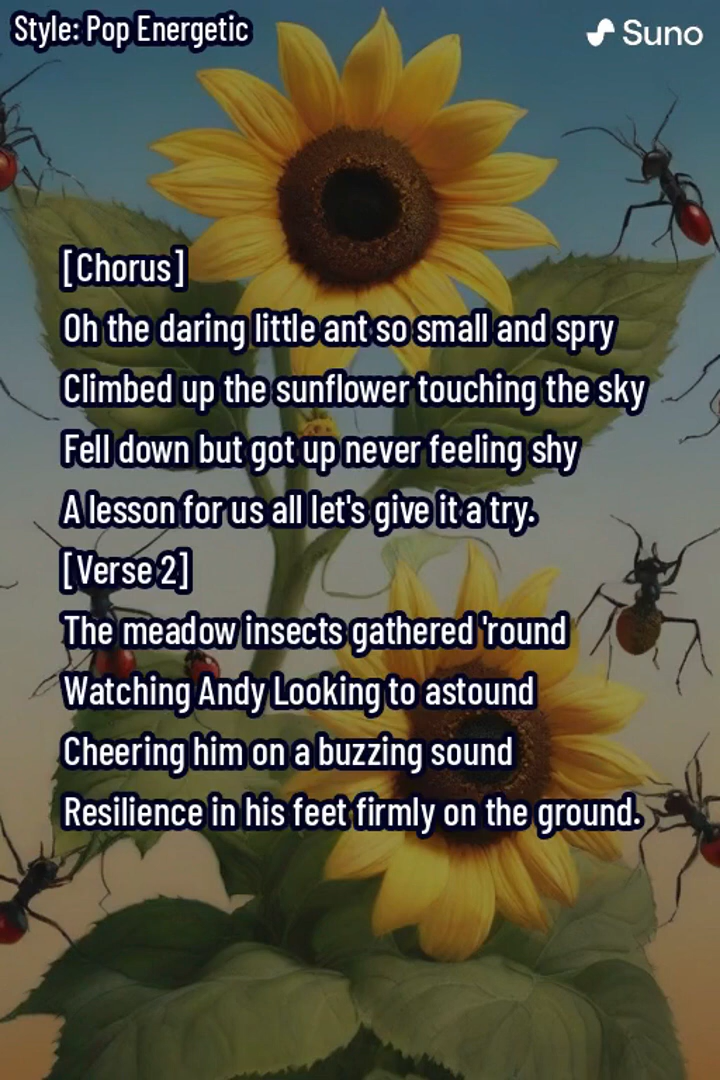 Style: Pop Energetic
Suno
[Chorus]
Oh the daring little ant so small and spry
Climbed up the sunflower touching the sky
Fell down but got up never feeling shy
A lesson for us all let's give it a try.
[Verse 2]
The meadow insects gathered 'round
Watching Andy Looking to astound
Cheering him on a buzzing sound
Resilience in his feet firmly on the ground.